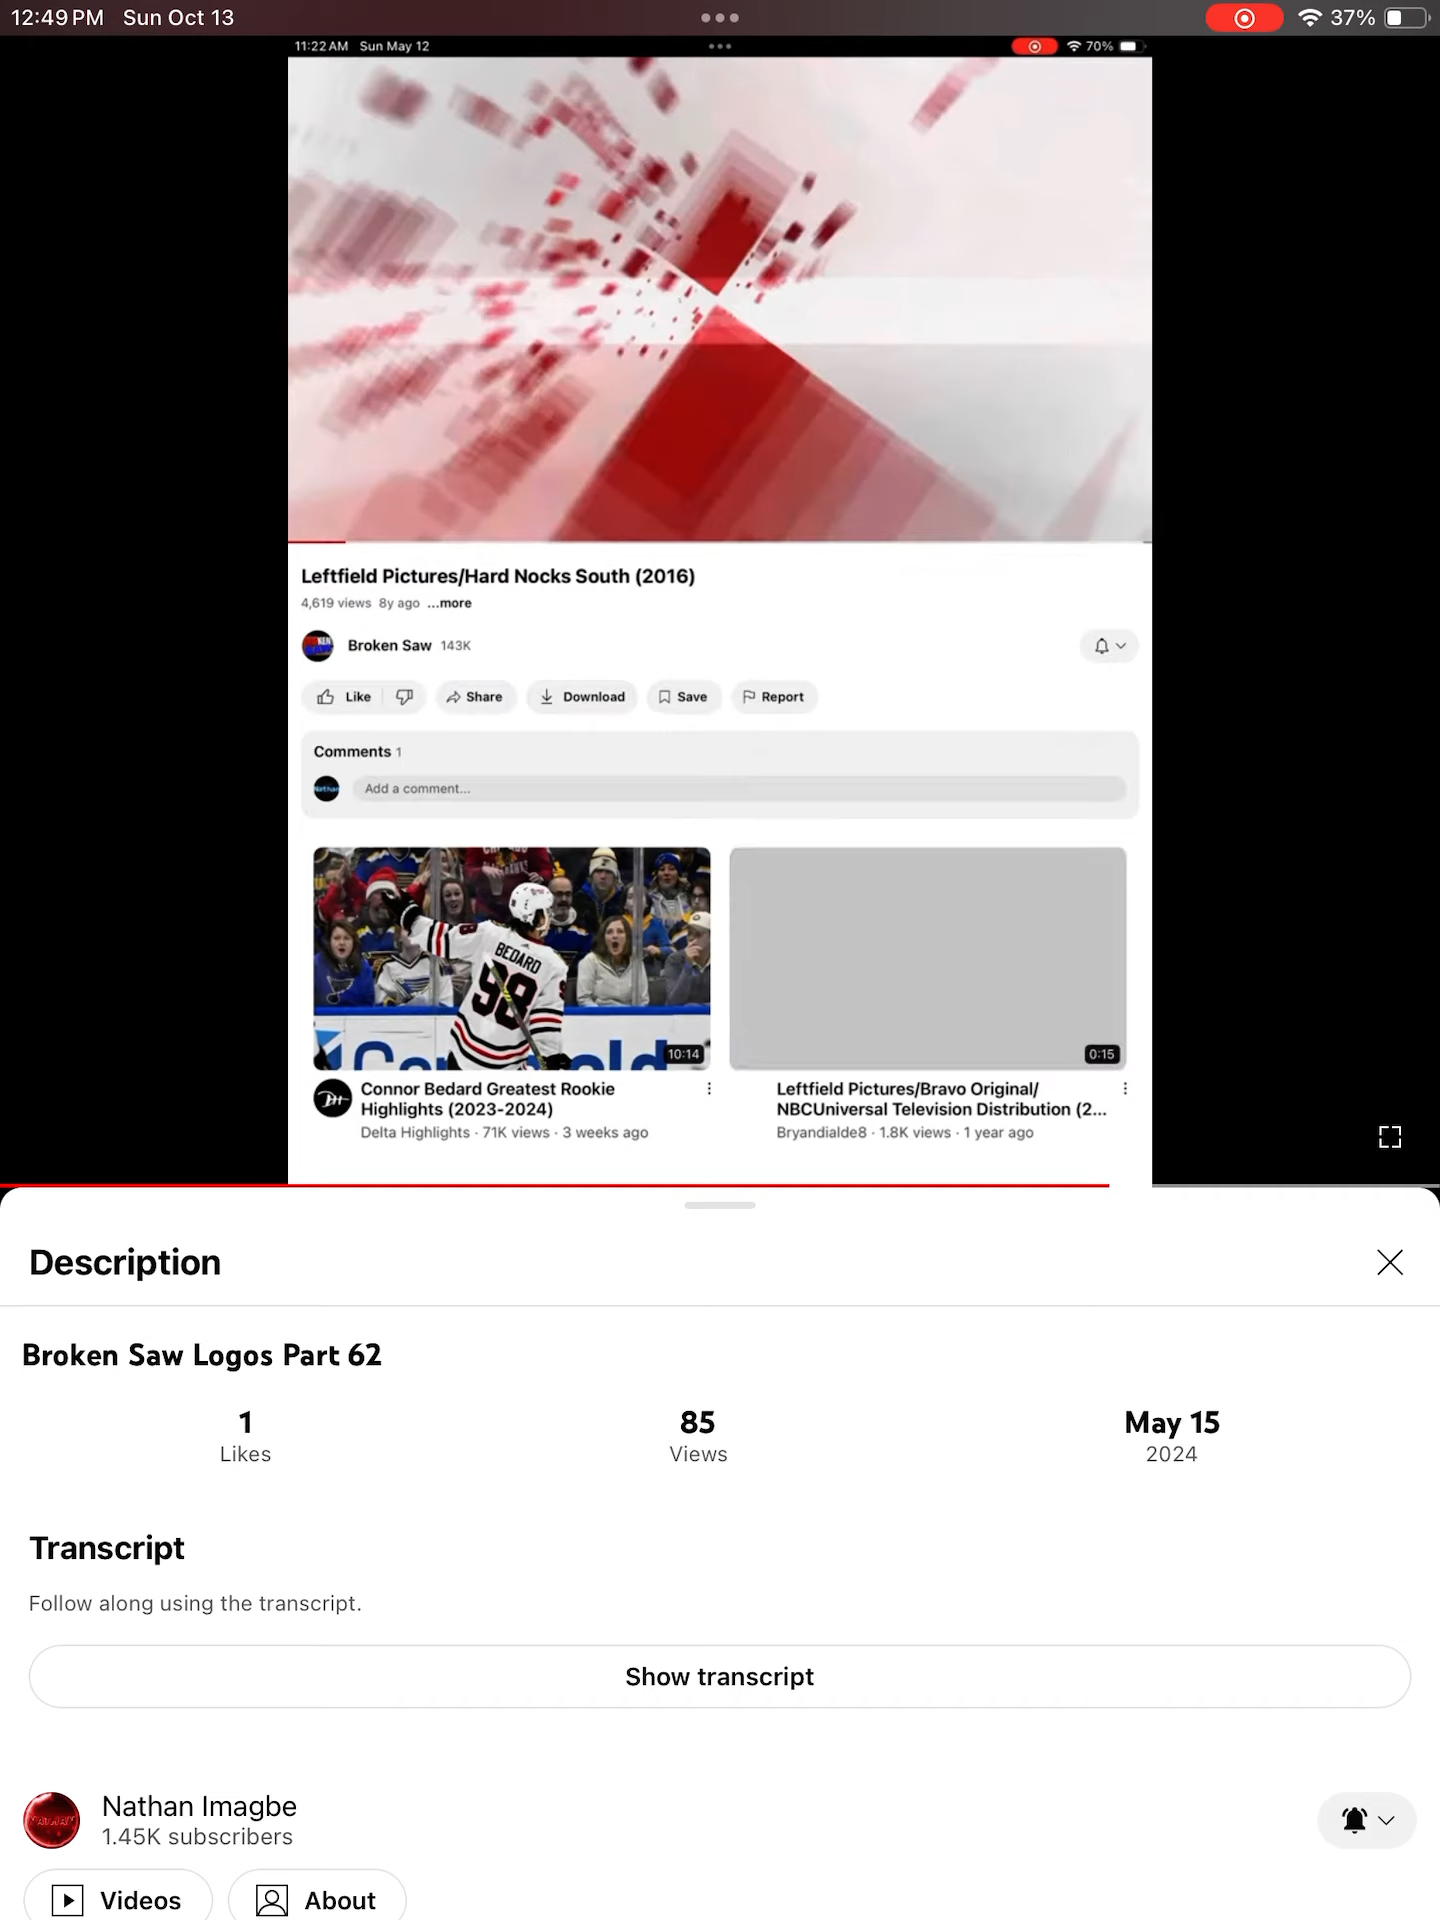 12:49 PM Sun Oct 13
37%
11:22 AM Sun May 12
70%
Leftfield Pictures/Hard Nocks South (2016)
4,619 views 8y ago ...more
Broken Saw 143K
Like
Share
Download
Save
Report
Comments 1
Add a comment...
BEDARD
98
10:14
0:15
Connor Bedard Greatest Rookie
Highlights (2023-2024)
Delta Highlights · 71K views · 3 weeks ago
Leftfield Pictures/Bravo Original/
NBCUniversal Television Distribution (2...
Bryandialde8 · 1.8K views · 1 year ago
Description
Broken Saw Logos Part 62
1
Likes
85
Views
May 15
2024
Transcript
Follow along using the transcript.
Show transcript
NATHAN
Nathan Imagbe
1.45K subscribers
Videos
About